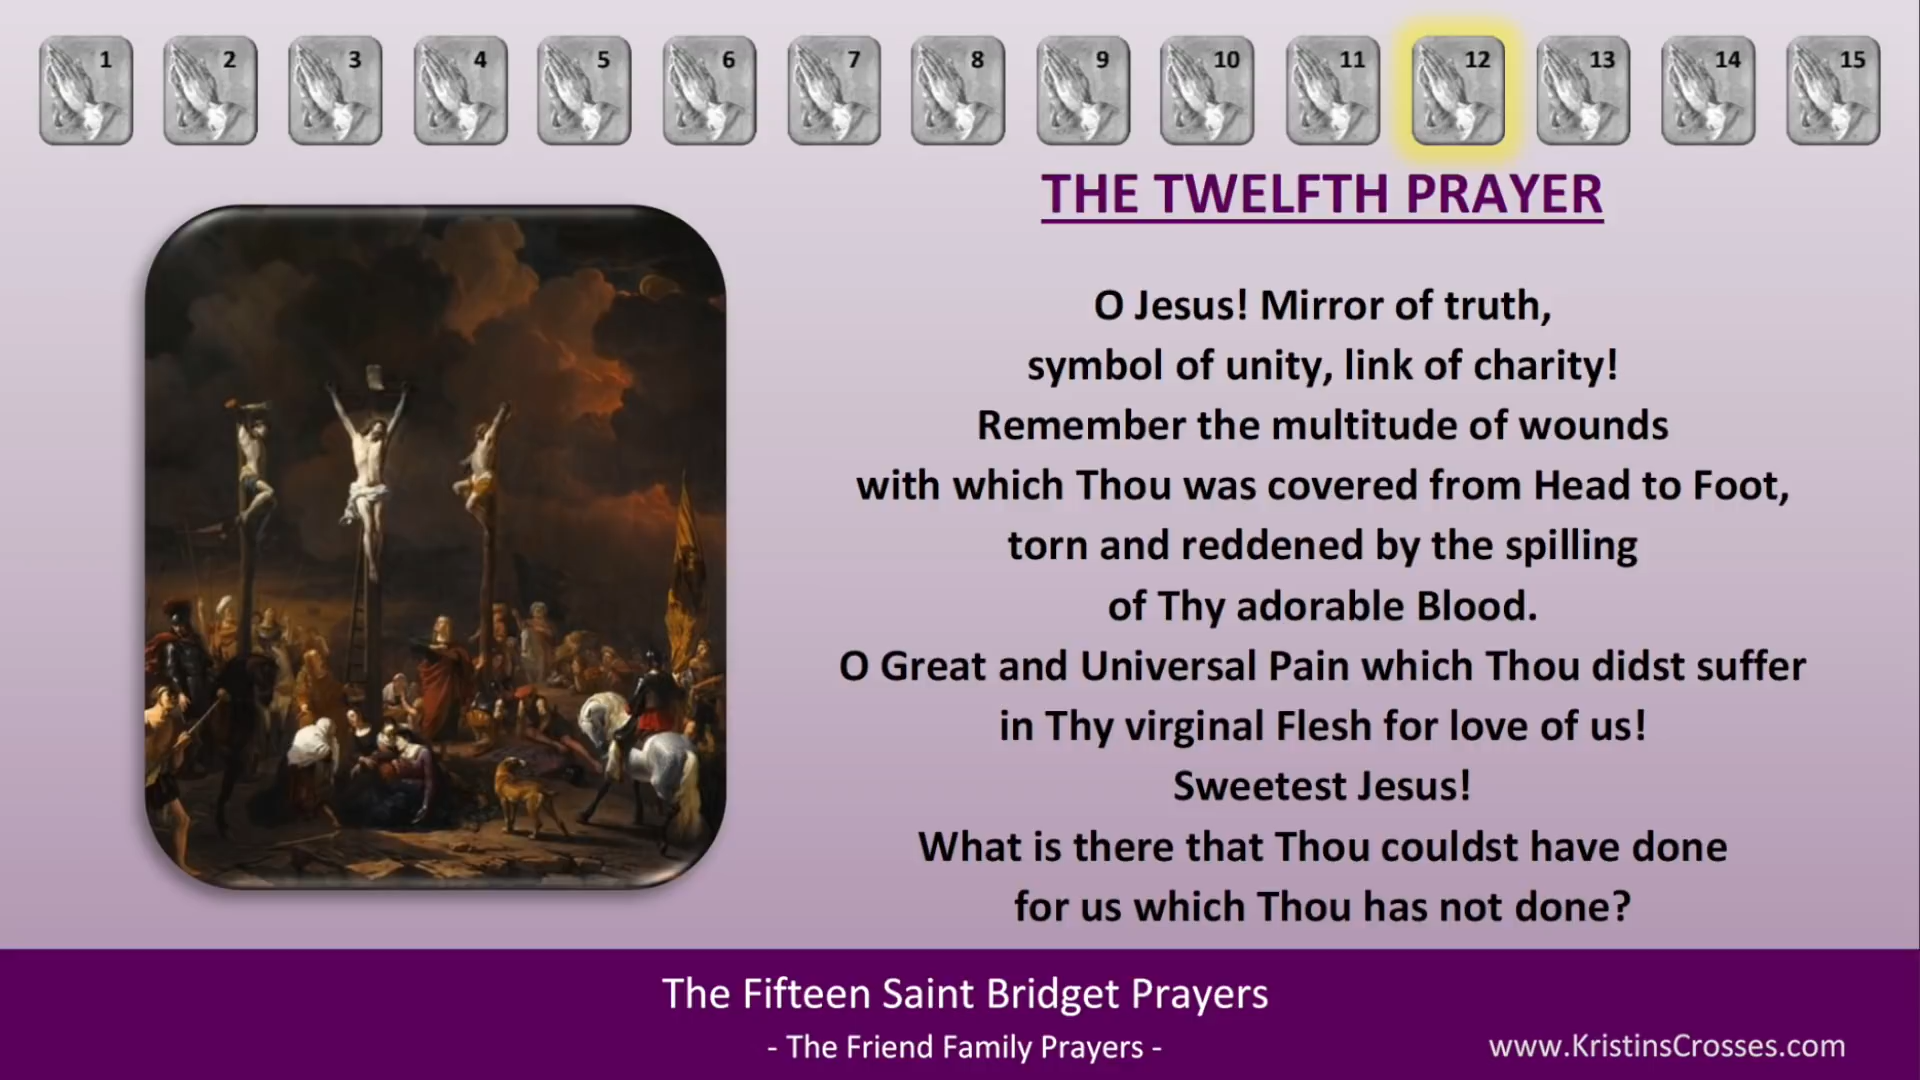 1 2 3 4 5 6 7 8 9 10 11 12 13 14 15
THE TWELFTH PRAYER
O Jesus! Mirror of truth,
symbol of unity, link of charity!
Remember the multitude of wounds
with which Thou was covered from Head to Foot,
torn and reddened by the spilling
of Thy adorable Blood.
O Great and Universal Pain which Thou didst suffer
in Thy virginal Flesh for love of us!
Sweetest Jesus!
What is there that Thou couldst have done
for us which Thou has not done?
The Fifteen Saint Bridget Prayers
- The Friend Family Prayers -
www.KristinsCrosses.com